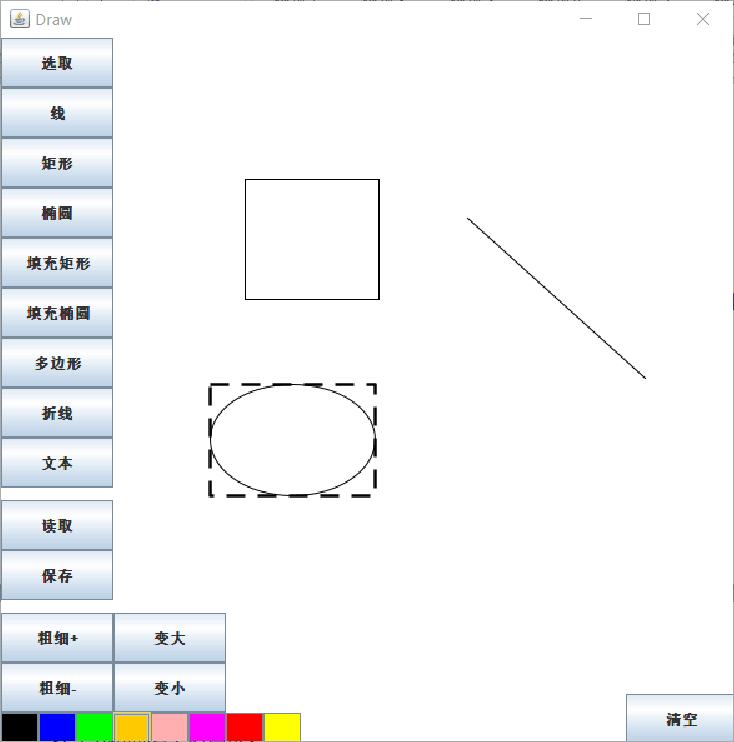 Draw
选取
线
矩形
椭圆
填充矩形
填充椭圆
多边形
折线
文本
读取
保存
粗细+ 变大
粗细- 变小
清空